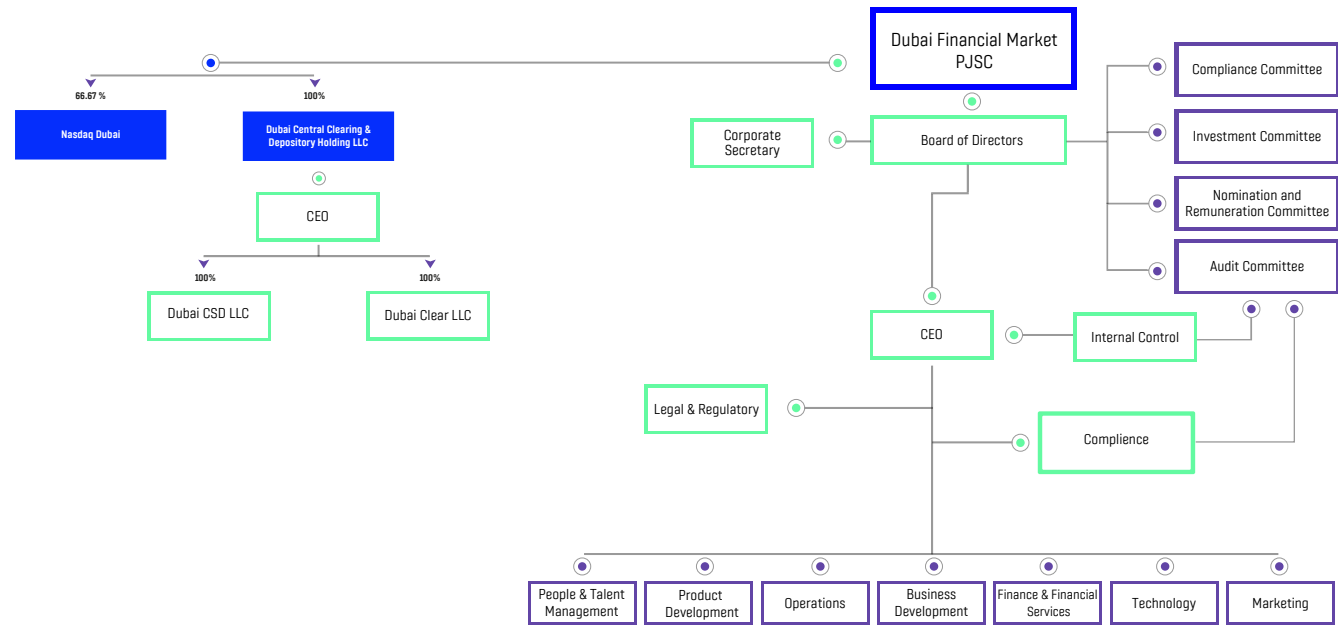 Dubai Financial Market
PJSC
66.67 %
100%
Nasdaq Dubai
Dubai Central Clearing &
Depository Holding LLC
CEO
100%
100%
Dubai CSD LLC
Dubai Clear LLC
Corporate
Secretary
Board of Directors
Compliance Committee
Investment Committee
Nomination and
Remuneration Committee
Audit Committee
CEO
Internal Control
Legal & Regulatory
Complience
People & Talent
Management
Product
Development
Operations
Business
Development
Finance & Financial
Services
Technology
Marketing